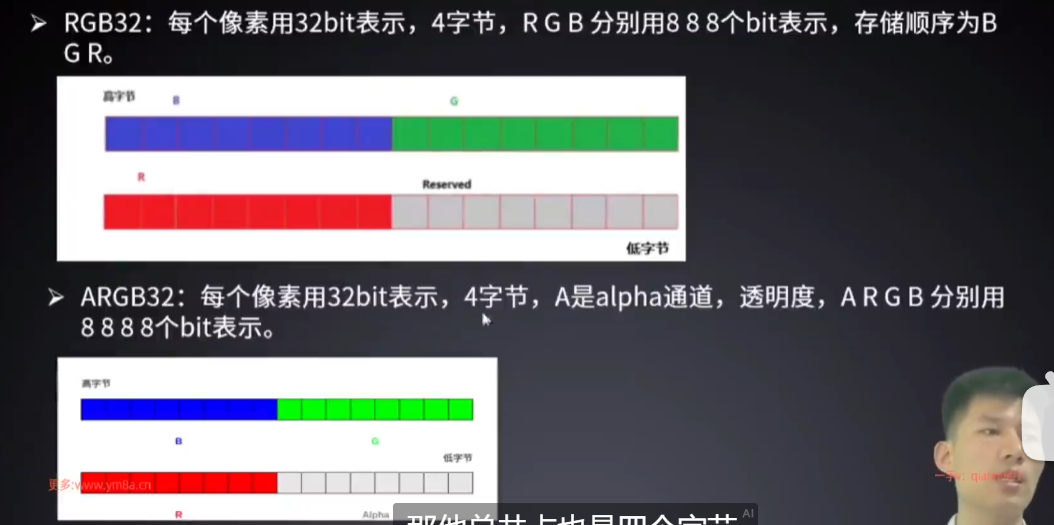 ➢ RGB32：每个像素用32bit表示，4字节，R G B 分别用8 8 8个bit表示，存储顺序为B
G R。
高字节
B
G
R
Reserved
低字节
➢ ARGB32：每个像素用32bit表示，4字节，A是alpha通道，透明度，A R G B 分别用
8 8 8 8个bit表示。
高字节
B
G
低字节
更多:www.ym8a.cn
R
Alpha
AI